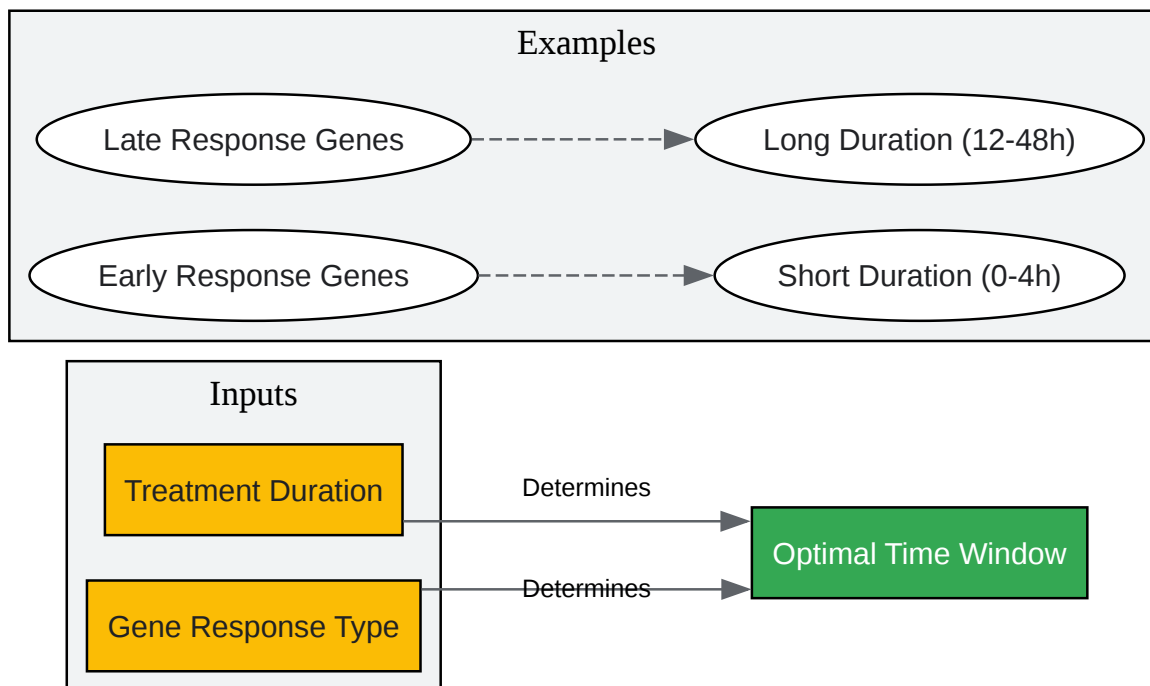 Examples
Late Response Genes
Long Duration (12-48h)
Early Response Genes
Short Duration (0-4h)
Inputs
Treatment Duration
Determines
Optimal Time Window
Determines
Gene Response Type